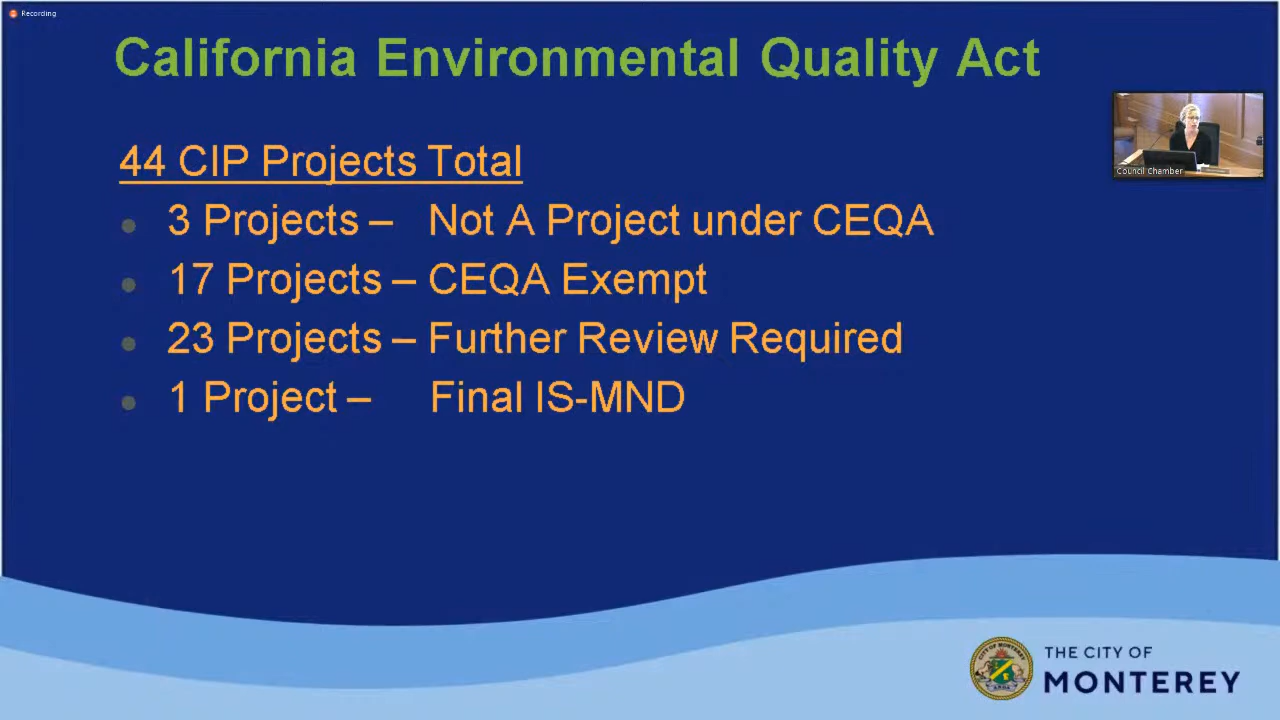 Recording
California Environmental Quality Act
Council Chamber
44 CIP Projects Total
3 Projects – Not A Project under CEQA
17 Projects – CEQA Exempt
23 Projects – Further Review Required
1 Project – Final IS-MND
THE CITY OF
MONTEREY